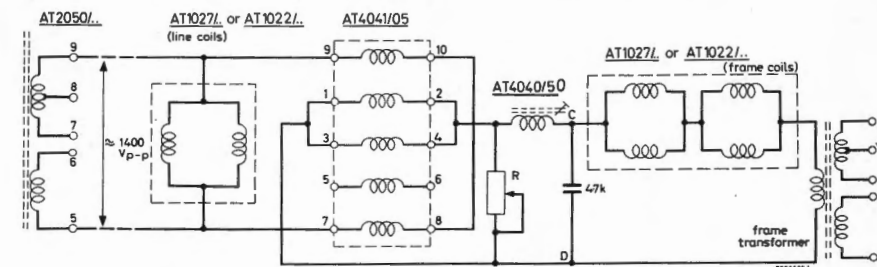 AT2050/..
AT1027/.. or AT1022/..
(line coils)
AT4041/05
AT1027/.. or AT1022/..
(frame coils)
AT4040/50
9
8
7
6
5
≈ 1400
Vp-p
9
10
1
2
3
4
5
6
7
8
C
R
47k
D
frame
transformer